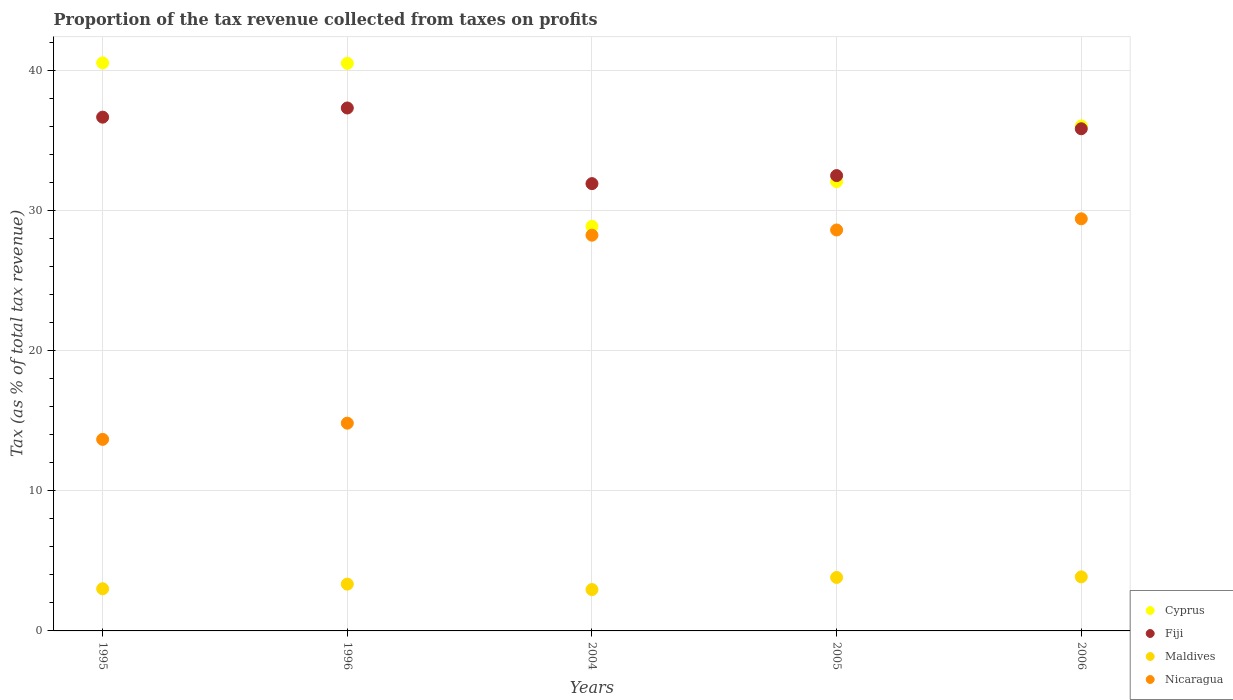 Proportion of the tax revenue collected from taxes on profits
Tax (as % of total tax revenue)
40
30
20
10
0
1995
1996
2004
2005
2006
Years
Cyprus
Fiji
Maldives
Nicaragua